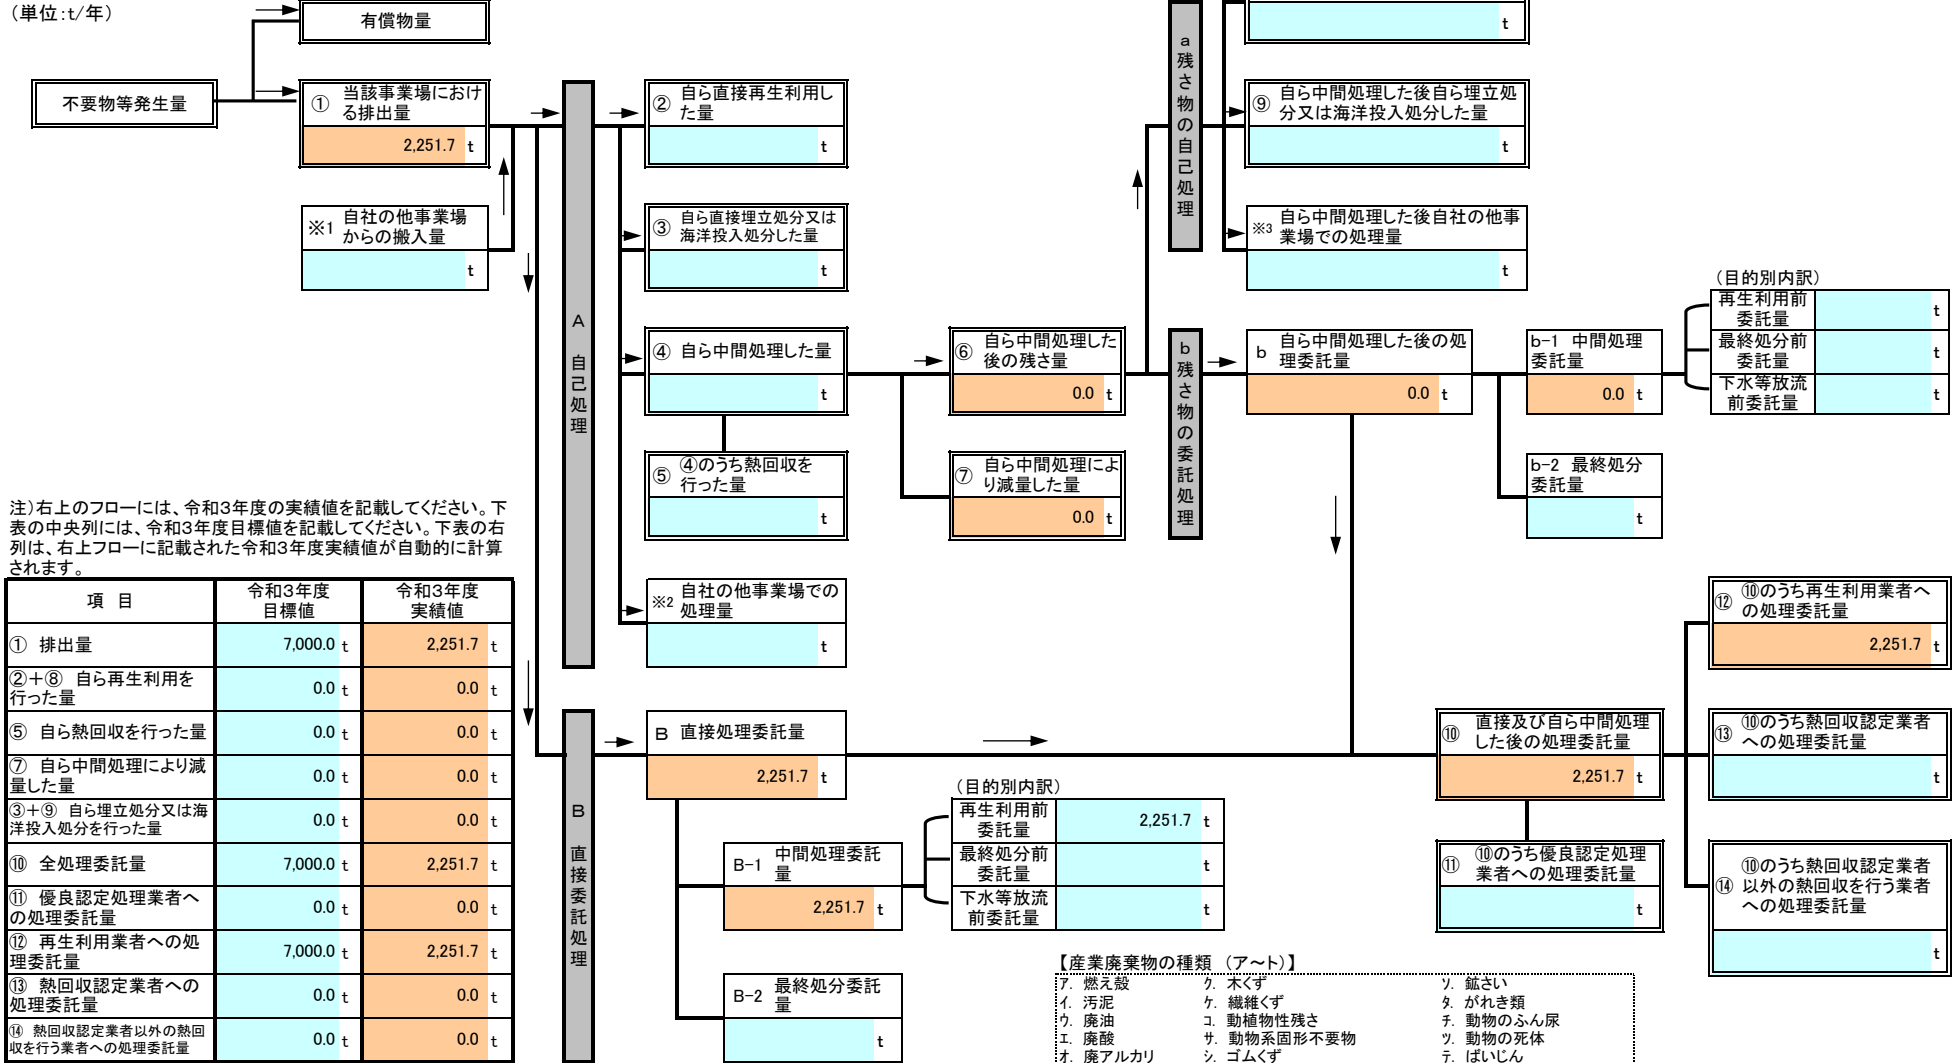 （単位:t/年）
有償物量
不要物等発生量
① 当該事業場におけ
る排出量
2,251.7 t
※1 自社の他事業場
からの搬入量
t
A 自己処理
② 自ら直接再生利用し
た量
t
③ 自ら直接埋立処分又は
海洋投入処分した量
t
④ 自ら中間処理した量
t
⑤ ④のうち熱回収を
行った量
t
※2 自社の他事業場での
処理量
t
⑥ 自ら中間処理した
後の残さ量
0.0 t
⑦ 自ら中間処理によ
り減量した量
0.0 t
a 残さ物の自己処理
t
⑨ 自ら中間処理した後自ら埋立処
分又は海洋投入処分した量
t
※3 自ら中間処理した後自社の他事
業場での処理量
t
b 残さ物の委託処理
b 自ら中間処理した後の処
理委託量
0.0 t
b-1 中間処理
委託量
0.0 t
b-2 最終処分
委託量
t
（目的別内訳）
再生利用前
委託量
t
最終処分前
委託量
t
下水等放流
前委託量
t
注）右上のフローには、令和3年度の実績値を記載してください。下
表の中央列には、令和3年度目標値を記載してください。下表の右
列は、右上フローに記載された令和3年度実績値が自動的に計算
されます。
項 目 令和3年度
目標値 令和3年度
実績値
① 排出量 7,000.0 t 2,251.7 t
②＋⑧ 自ら再生利用を
行った量 0.0 t 0.0 t
⑤ 自ら熱回収を行った量 0.0 t 0.0 t
⑦ 自ら中間処理により減
量した量 0.0 t 0.0 t
③＋⑨ 自ら埋立処分又は海
洋投入処分を行った量 0.0 t 0.0 t
⑩ 全処理委託量 7,000.0 t 2,251.7 t
⑪ 優良認定処理業者へ
の処理委託量 0.0 t 0.0 t
⑫ 再生利用業者への処
理委託量 7,000.0 t 2,251.7 t
⑬ 熱回収認定業者への
処理委託量 0.0 t 0.0 t
⑭ 熱回収認定業者以外の熱回
収を行う業者への処理委託量 0.0 t 0.0 t
B 直接委託処理
B 直接処理委託量
2,251.7 t
B-1 中間処理委託
量
2,251.7 t
B-2 最終処分委託
量
t
（目的別内訳）
再生利用前
委託量
2,251.7 t
最終処分前
委託量
下水等放流
前委託量
⑩ 直接及び自ら中間処理
した後の処理委託量
2,251.7 t
⑪ ⑩のうち優良認定処理
業者への処理委託量
t
⑫ ⑩のうち再生利用業者へ
の処理委託量
2,251.7 t
⑬ ⑩のうち熱回収認定業者
への処理委託量
t
⑭ ⑩のうち熱回収認定業者
以外の熱回収を行う業者
への処理委託量
t
【産業廃棄物の種類 （ア～ト）】
ア. 燃え殻 ク. 木くず ソ. 鉱さい
イ. 汚泥 ケ. 繊維くず タ. がれき類
ウ. 廃油 コ. 動植物性残さ チ. 動物のふん尿
エ. 廃酸 サ. 動物系固形不要物 ツ. 動物の死体
オ. 廃アルカリ シ. ゴムくず テ. ばいじん